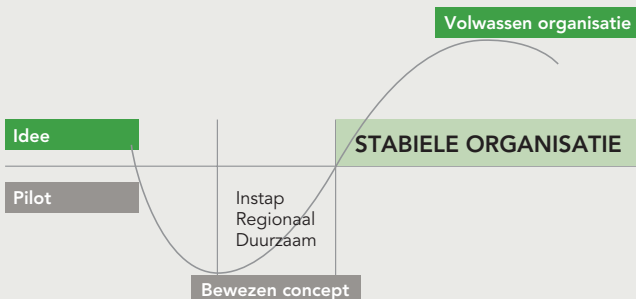 Volwassen organisatie
Idee
STABIELE ORGANISATIE
Pilot
Instap
Regionaal
Duurzaam
Bewezen concept